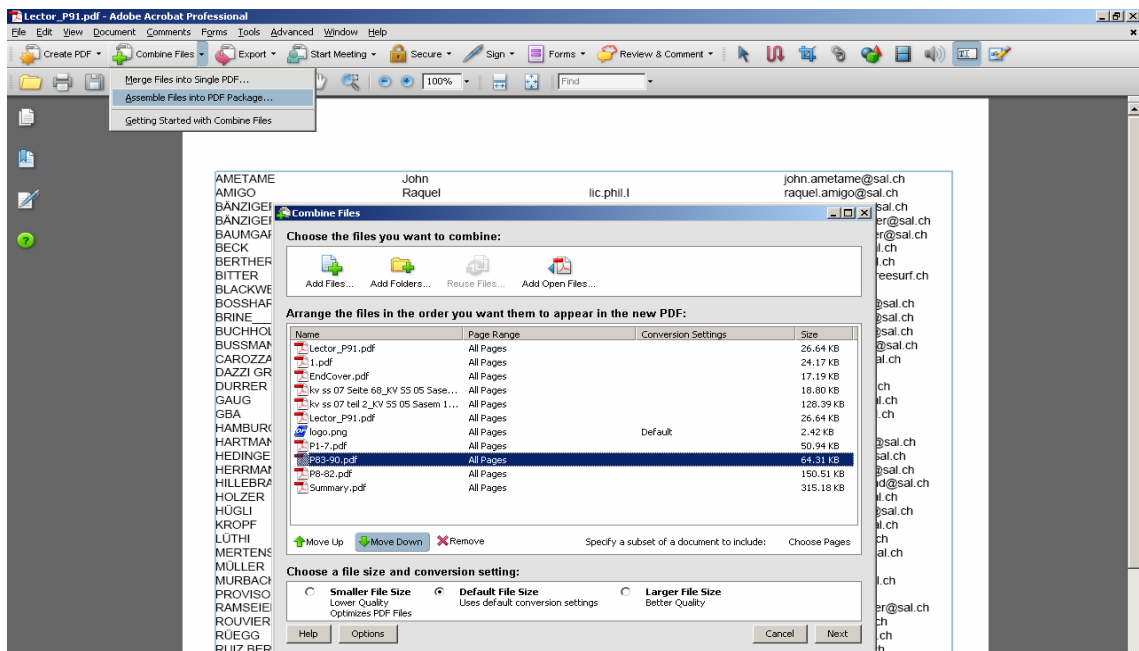 Lector_P91.pdf - Adobe Acrobat Professional
File Edit View Document Comments Forms Tools Advanced Window Help
Create PDF Combine Files Export Start Meeting Secure Sign Forms Review & Comment
Merge Files into Single PDF...
100% Find
Assemble Files into PDF Package...
Getting Started with Combine Files
AMETAME John john.ametame@sal.ch
AMIGO Raquel lic.phil.I raquel.amigo@sal.ch
BÄNZIGER sal.ch
BÄNZIGER er@sal.ch
BAUMGAR er@sal.ch
BECK l.ch
BERTHER l.ch
BITTER reesurf.ch
BLACKWE
BOSSHAR @sal.ch
BRINE @sal.ch
BUCHHOL @sal.ch
BUSSMAN @sal.ch
CAROZZA al.ch
DAZZI GR
DURRER ch
GAUG l.ch
GBA l.ch
HAMBURG
HARTMAN @sal.ch
HEDINGE sal.ch
HERRMAN @sal.ch
HILLEBRA d@sal.ch
HOLZER l.ch
HÜGLI @sal.ch
KROPF al.ch
LÜTHI ch
MERTENS al.ch
MÜLLER
MURBACH l.ch
PROVISO
RAMSEIE er@sal.ch
ROUVIER ch
RÜEGG .ch
RUIZ BER h
Combine Files
Choose the files you want to combine:
Add Files... Add Folders... Reuse Files... Add Open Files...
Arrange the files in the order you want them to appear in the new PDF:
Name Page Range Conversion Settings Size
Lector_P91.pdf All Pages 26.64 KB
1.pdf All Pages 24.17 KB
EndCover.pdf All Pages 17.19 KB
kv ss 07 Seite 68_KV SS 05 Sase... All Pages 18.80 KB
kv ss 07 teil 2_KV SS 05 Sasem 1... All Pages 128.39 KB
Lector_P91.pdf All Pages 26.64 KB
logo.png All Pages Default 2.42 KB
P1-7.pdf All Pages 50.94 KB
P83-90.pdf All Pages 64.31 KB
P8-82.pdf All Pages 150.51 KB
Summary.pdf All Pages 315.18 KB
Move Up Move Down Remove Specify a subset of a document to include: Choose Pages
Choose a file size and conversion setting:
Smaller File Size Default File Size Larger File Size
Lower Quality Uses default conversion settings Better Quality
Optimizes PDF Files
Help Options Cancel Next